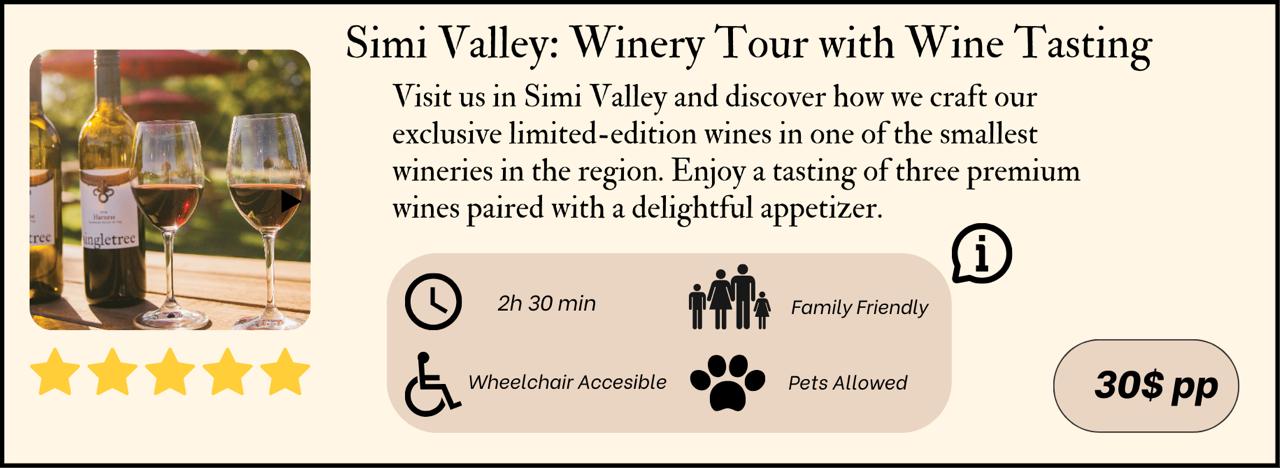 Simi Valley: Winery Tour with Wine Tasting
Visit us in Simi Valley and discover how we craft our
exclusive limited-edition wines in one of the smallest
wineries in the region. Enjoy a tasting of three premium
wines paired with a delightful appetizer.
2h 30 min
Family Friendly
Wheelchair Accesible
Pets Allowed
30$ pp
Harness
tree
ingletree